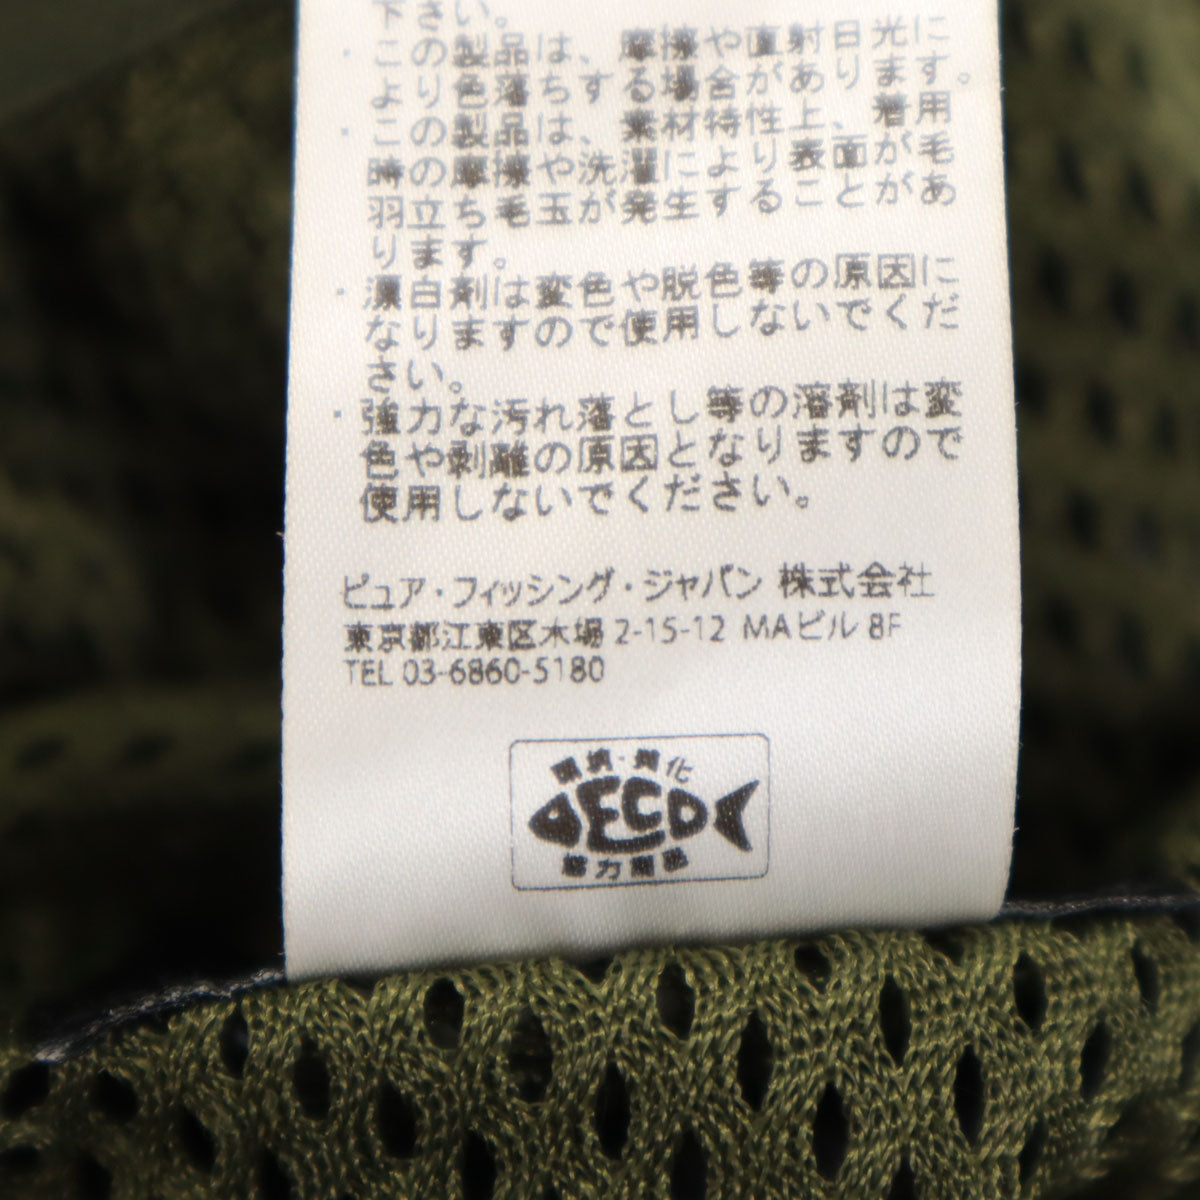 下さい。
・この製品は、摩擦や直射日光に
より色落ちする場合があります。
・この製品は、素材特性上、着用
時の摩擦や洗濯により表面が毛
羽立ち毛玉が発生することがあ
ります。
・漂白剤は変色や脱色等の原因に
なりますので使用しないでくだ
さい。
・強力な汚れ落とし等の溶剤は変
色や剥離の原因となりますので
使用しないでください。
ピュア・フィッシング・ジャパン 株式会社
東京都江東区木場 2-15-12 MAビル 8F
TEL 03-6860-5180
環境・美化
ECO
協力商品